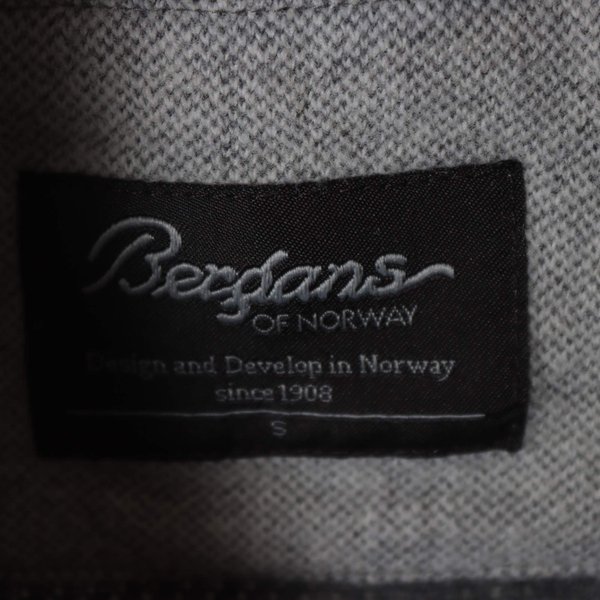 Bergans
OF NORWAY
Design and Develop in Norway
since 1908
S